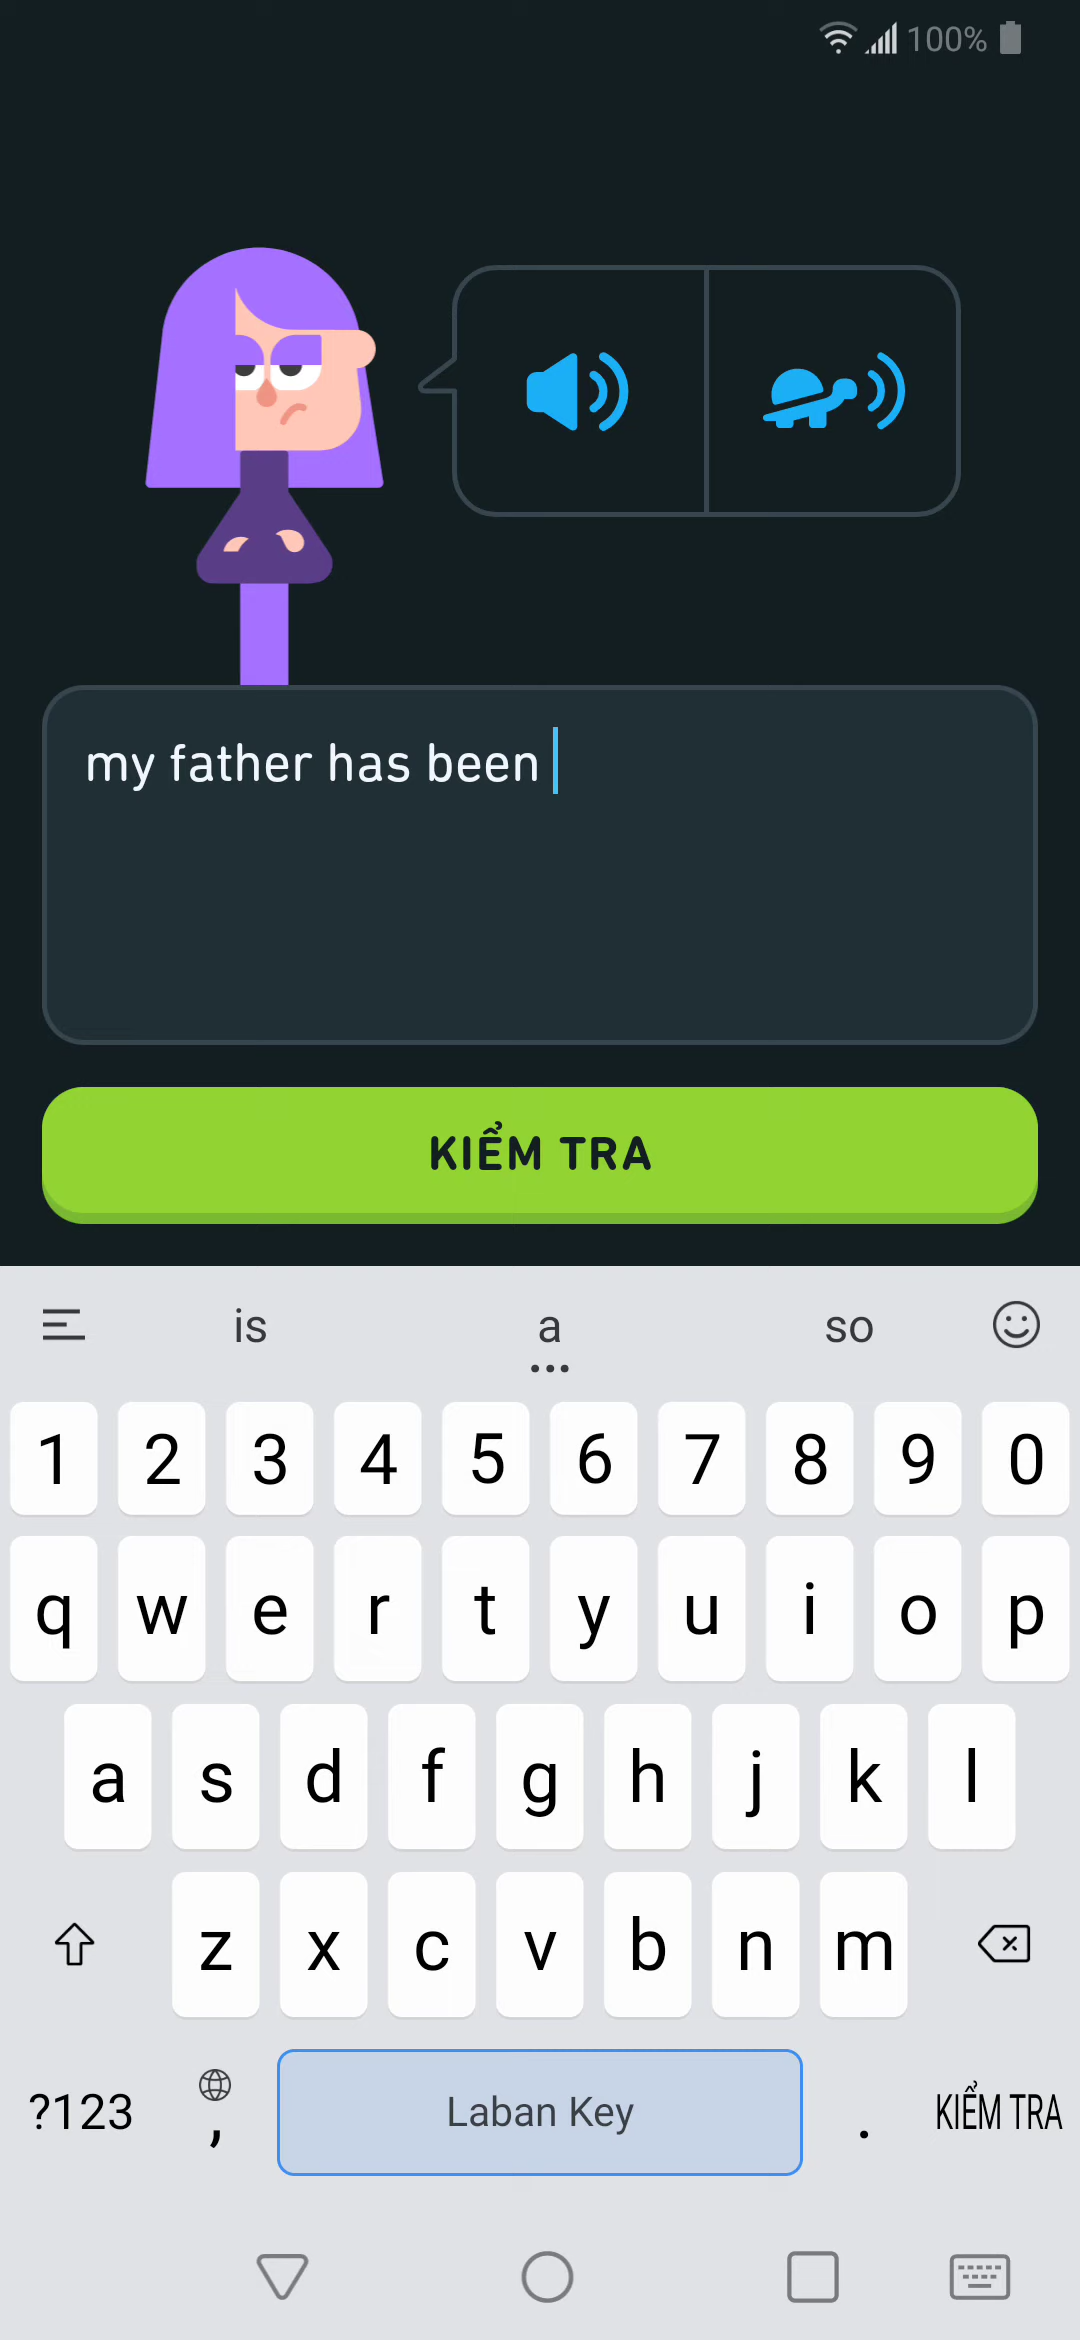 100%
my father has been
KIỂM TRA
is a so
1 2 3 4 5 6 7 8 9 0
q w e r t y u i o p
a s d f g h j k l
z x c v b n m
?123 , Laban Key . KIỂM TRA